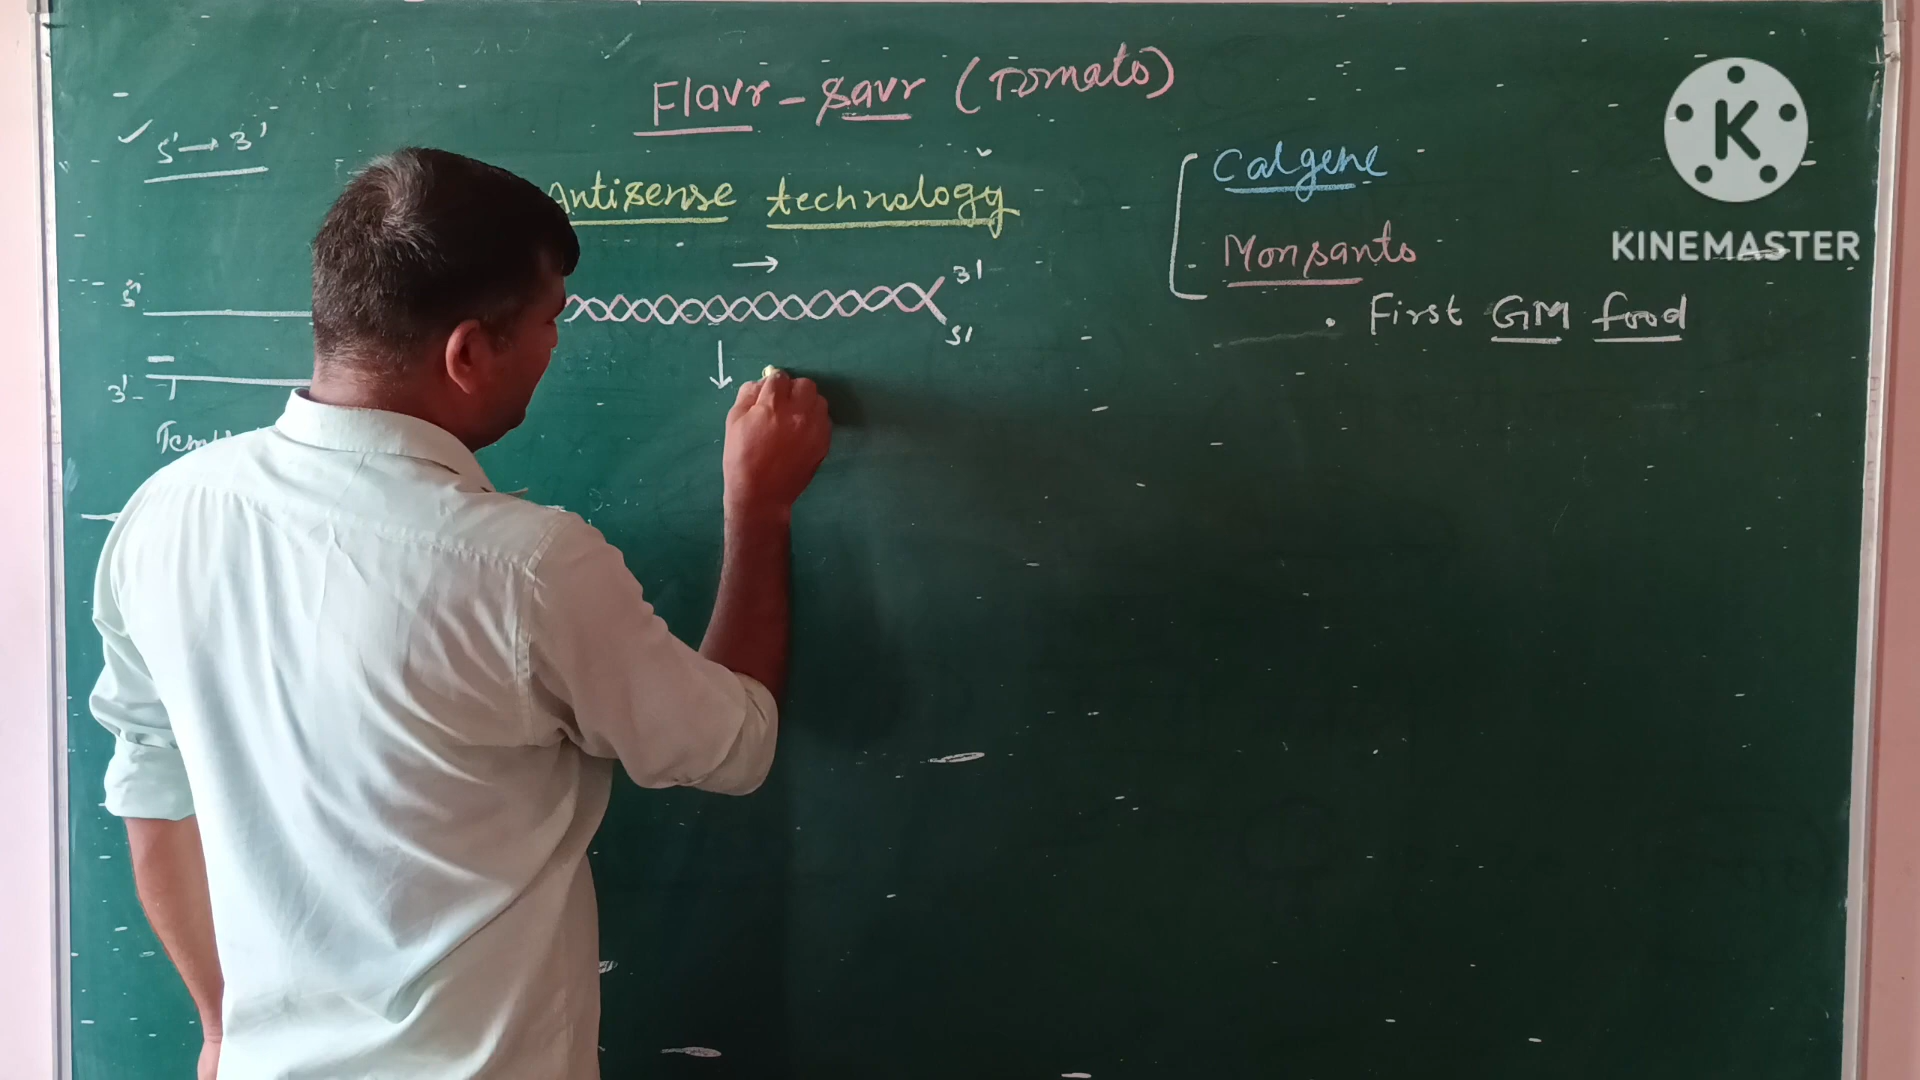 Flavr-Savr (Tomato)
5' → 3'
Antisense technology
Calgene
Monsanto
. First GM food
5'
3'
5'
3'
KINEMASTER